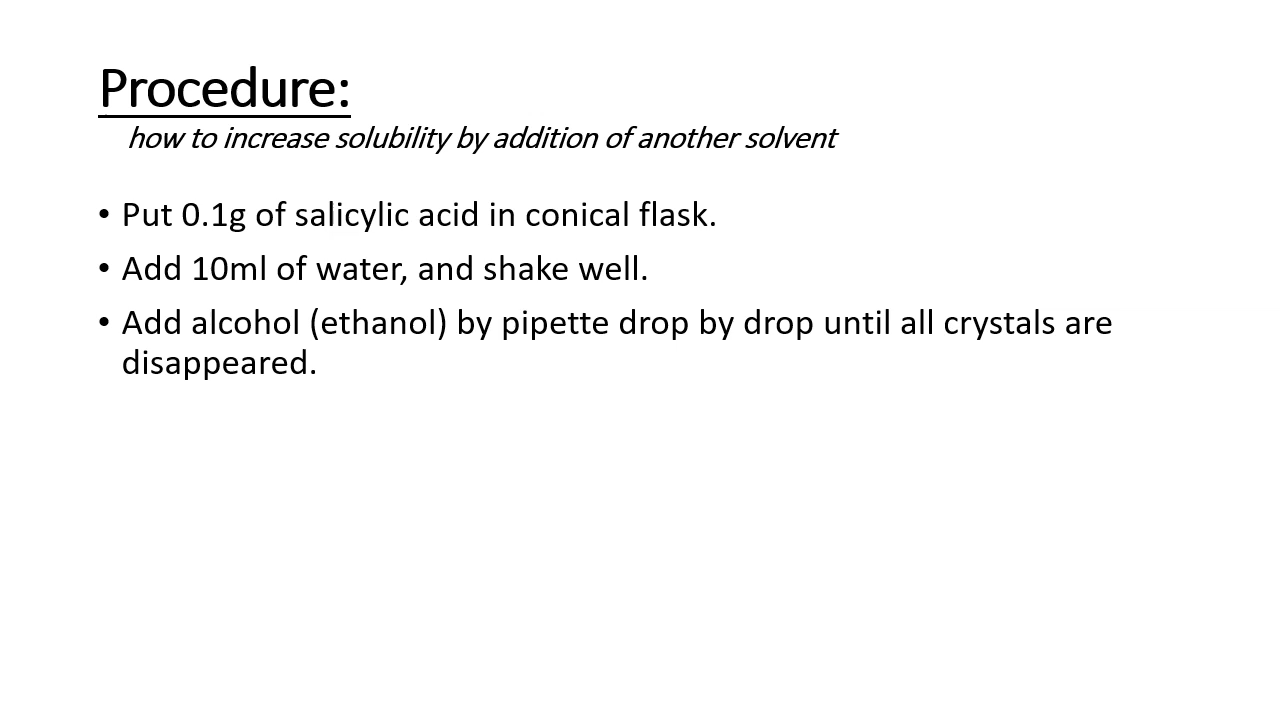 Procedure:
how to increase solubility by addition of another solvent
• Put 0.1g of salicylic acid in conical flask.
• Add 10ml of water, and shake well.
• Add alcohol (ethanol) by pipette drop by drop until all crystals are
disappeared.